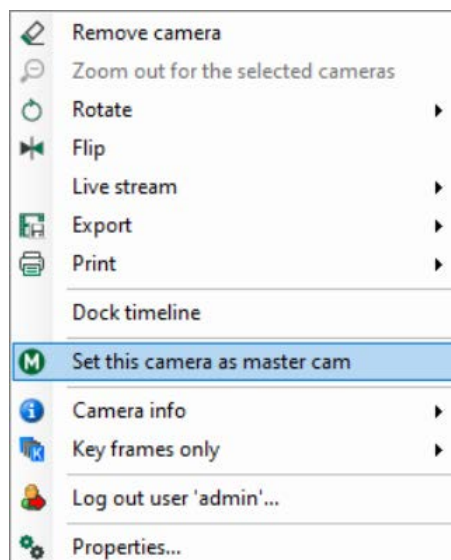 Remove camera
Zoom out for the selected cameras
Rotate
Flip
Live stream
Export
Print
Dock timeline
M Set this camera as master cam
Camera info
K Key frames only
Log out user 'admin'...
Properties...